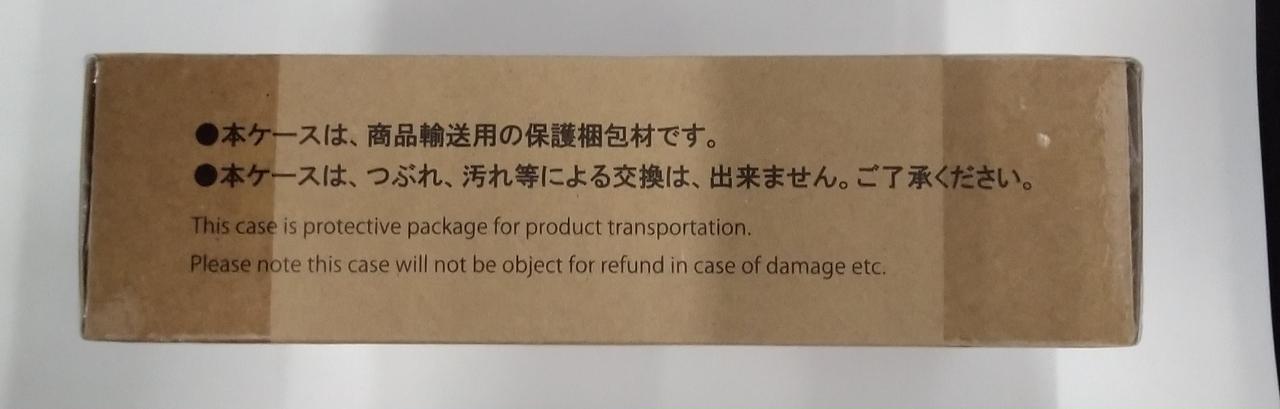 ●本ケースは、商品輸送用の保護梱包材です。
●本ケースは、つぶれ、汚れ等による交換は、出来ません。ご了承ください。
This case is protective package for product transportation.
Please note this case will not be object for refund in case of damage etc.